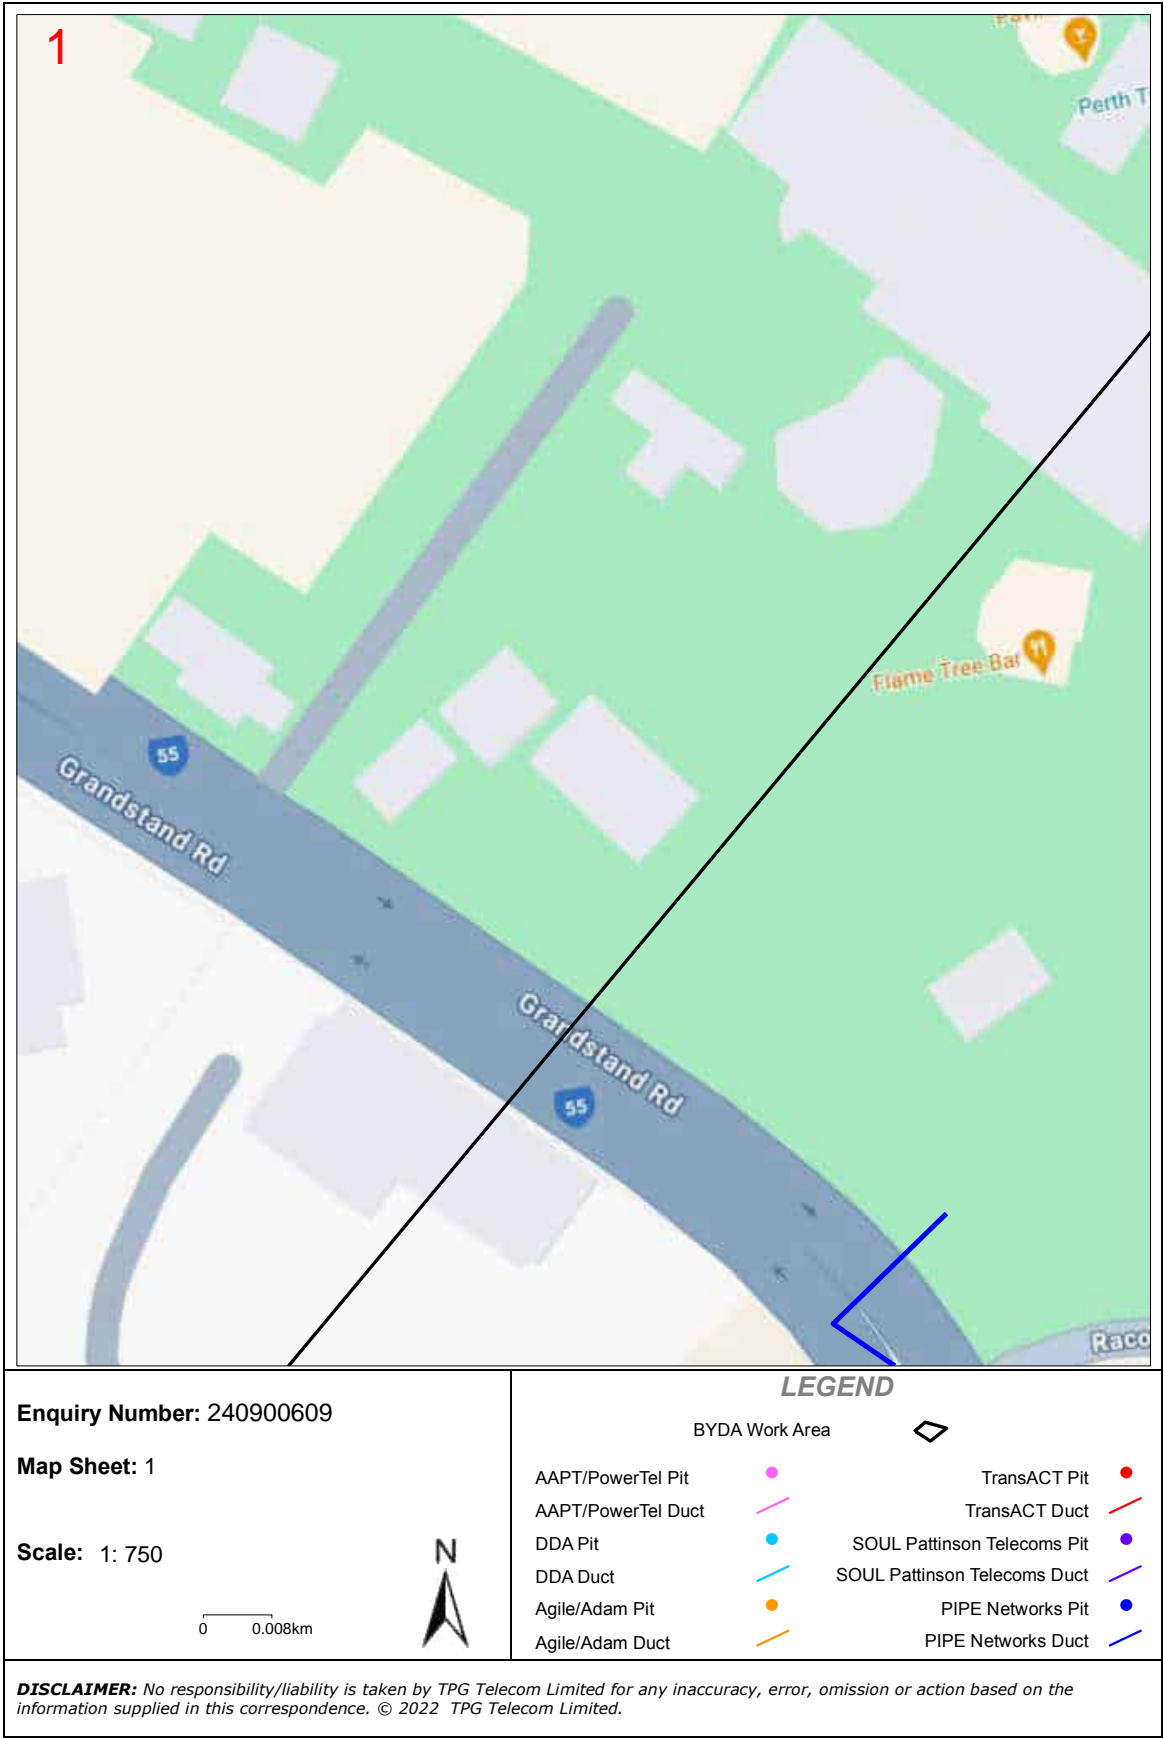 1
Perth T
Flame Tree Bar
55
Grandstand Rd
Grandstand Rd
55
Raco
Enquiry Number: 240900609
Map Sheet: 1
Scale: 1: 750
0 0.008km
N
LEGEND
BYDA Work Area
AAPT/PowerTel Pit TransACT Pit
AAPT/PowerTel Duct TransACT Duct
DDA Pit SOUL Pattinson Telecoms Pit
DDA Duct SOUL Pattinson Telecoms Duct
Agile/Adam Pit PIPE Networks Pit
Agile/Adam Duct PIPE Networks Duct
DISCLAIMER: No responsibility/liability is taken by TPG Telecom Limited for any inaccuracy, error, omission or action based on the
information supplied in this correspondence. © 2022 TPG Telecom Limited.